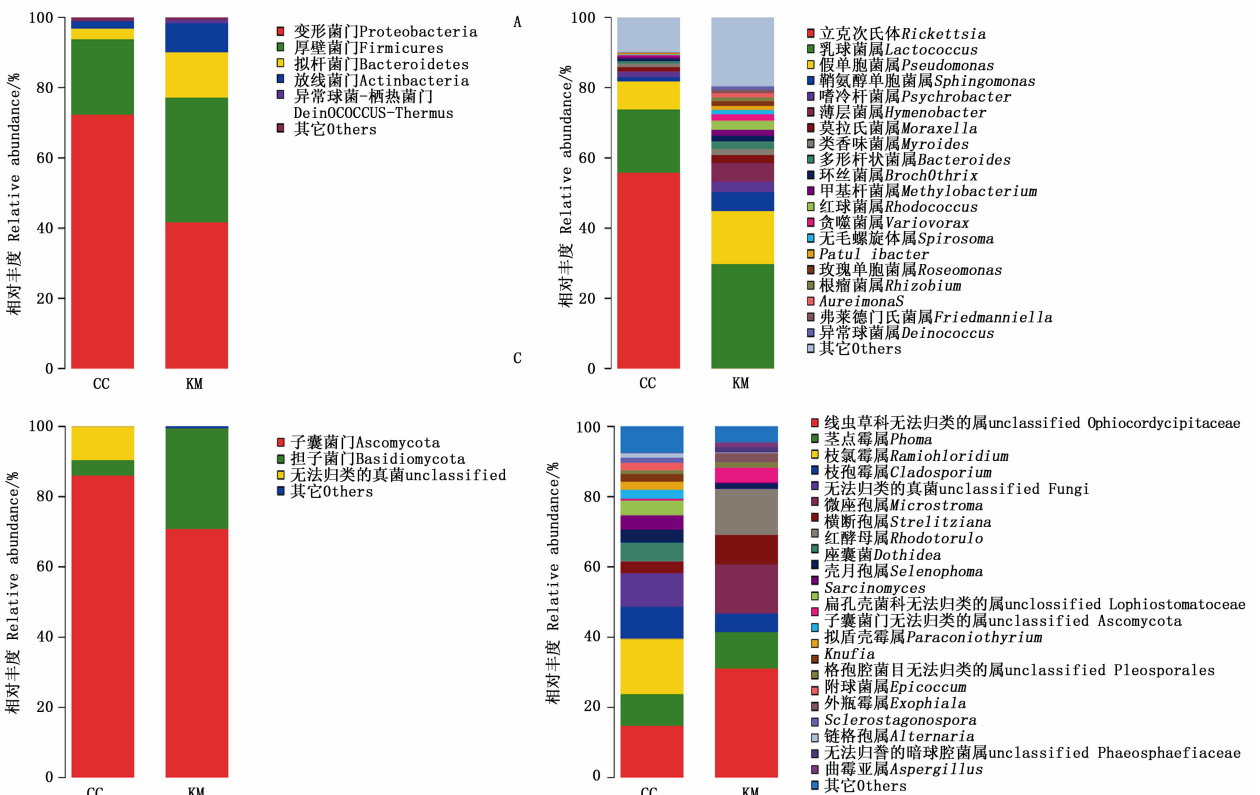 相对丰度 Relative abundance/%
100
80
60
40
20
0
CC
KM
变形菌门Proteobacteria
厚壁菌门Firmicures
拟杆菌门Bacteroidetes
放线菌门Actinbacteria
异常球菌-栖热菌门
DeinOCOCCUS-Thermus
其它Others
A
相对丰度 Relative abundance/%
100
80
60
40
20
0
CC
KM
立克次氏体Rickettsia
乳球菌属Lactococcus
假单胞菌属Pseudomonas
鞘氨醇单胞菌属Sphingomonas
嗜冷杆菌属Psychrobacter
薄层菌属Hymenobacter
莫拉氏菌属Moraxella
类香味菌属Myroides
多形杆状菌属Bacteroides
环丝菌属BrochOthrix
甲基杆菌属Methylobacterium
红球菌属Rhodococcus
贪噬菌属Variovorax
无毛螺旋体属Spirosoma
Patul ibacter
玫瑰单胞菌属Roseomonas
根瘤菌属Rhizobium
AureimonaS
弗莱德门氏菌属Friedmanniella
异常球菌属Deinococcus
其它Others
C
相对丰度 Relative abundance/%
100
80
60
40
20
0
CC
KM
子囊菌门Ascomycota
担子菌门Basidiomycota
无法归类的真菌unclassified
其它Others
相对丰度 Relative abundance/%
100
80
60
40
20
0
CC
KM
线虫草科无法归类的属unclassified Ophiocordycipitaceae
茎点霉属Phoma
枝氯霉属Ramiohloridium
枝孢霉属Cladosporium
无法归类的真菌unclassified Fungi
微座孢属Microstroma
横断孢属Strelitziana
红酵母属Rhodotorulo
座囊菌Dothidea
壳月孢属Selenophoma
Sarcinomyces
扁孔壳菌科无法归类的属unclossified Lophiostomatoceae
子囊菌门无法归类的属unclassified Ascomycota
拟盾壳霉属Paraconiothyrium
Knufia
格孢腔菌目无法归类的属unclassified Pleosporales
附球菌属Epicoccum
外瓶霉属Exophiala
Sclerostagonospora
链格孢属Alternaria
无法归誊的暗球腔菌属unclassified Phaeosphaefiaceae
曲霉亚属Aspergillus
其它Others